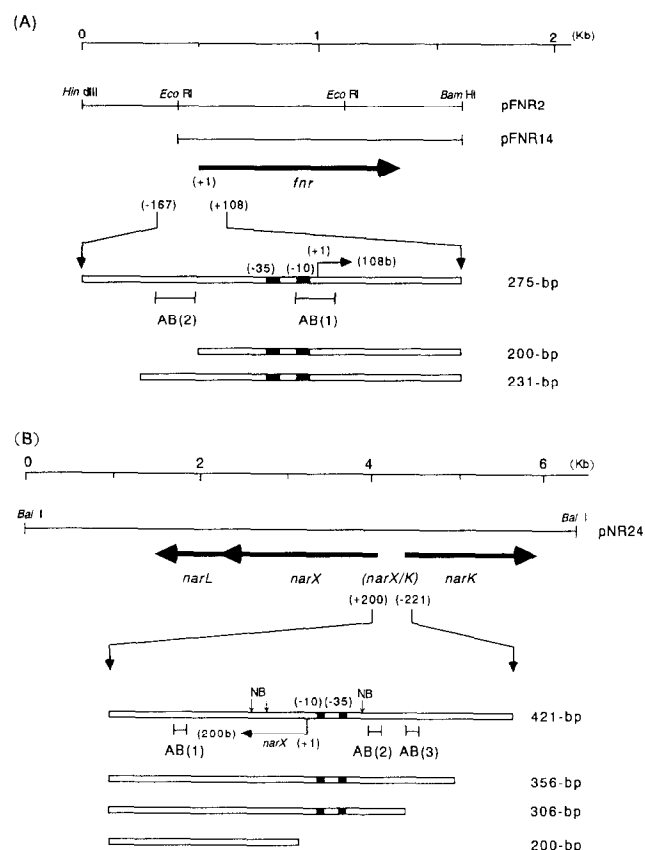 (A)
0 1 2 (Kb)
Hin dIII Eco RI Eco RI Bam HI pFNR2
pFNR14
(+1) fnr
(-167) (+108)
(-35) (-10) (+1) (108b)
275-bp
AB(2) AB(1)
200-bp
231-bp
(B)
0 2 4 6 (Kb)
Bal I Bal I pNR24
narL narX (narX/K) narK
(+200) (-221)
NB (-10) (-35) NB
421-bp
(200b) narX (+1)
AB(1) AB(2) AB(3)
356-bp
306-bp
200-bp